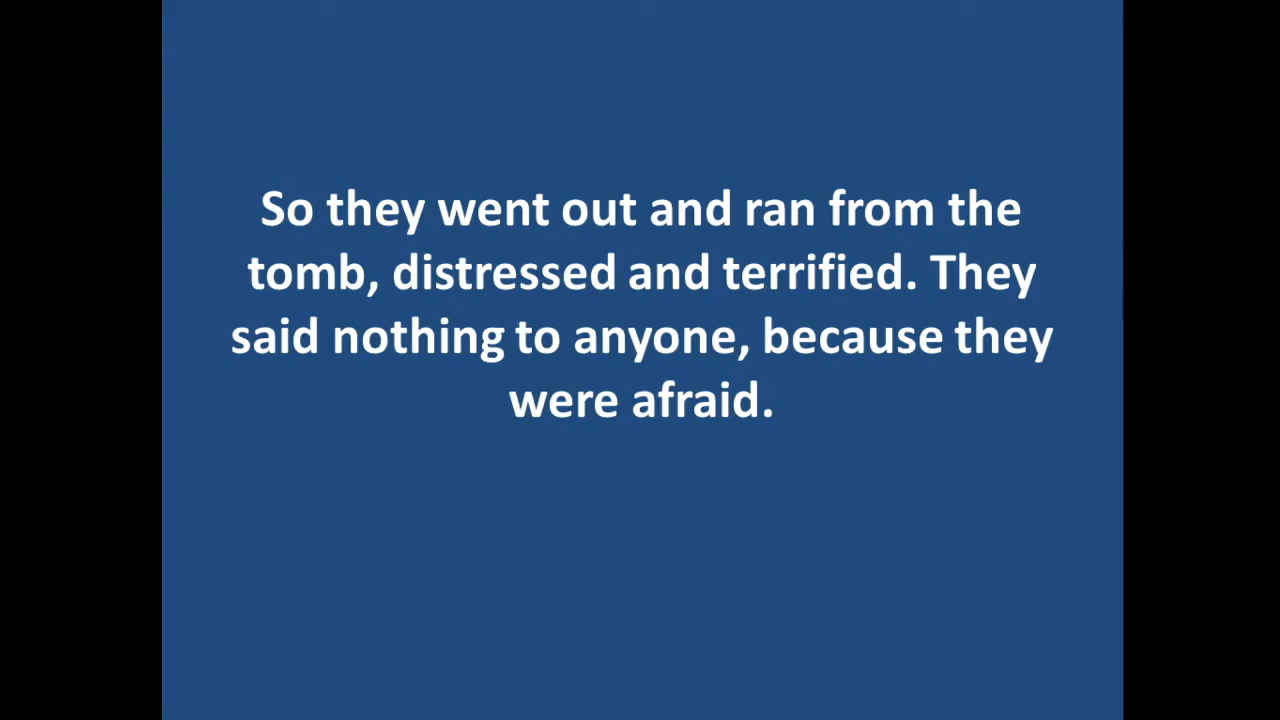 So they went out and ran from the
tomb, distressed and terrified. They
said nothing to anyone, because they
were afraid.